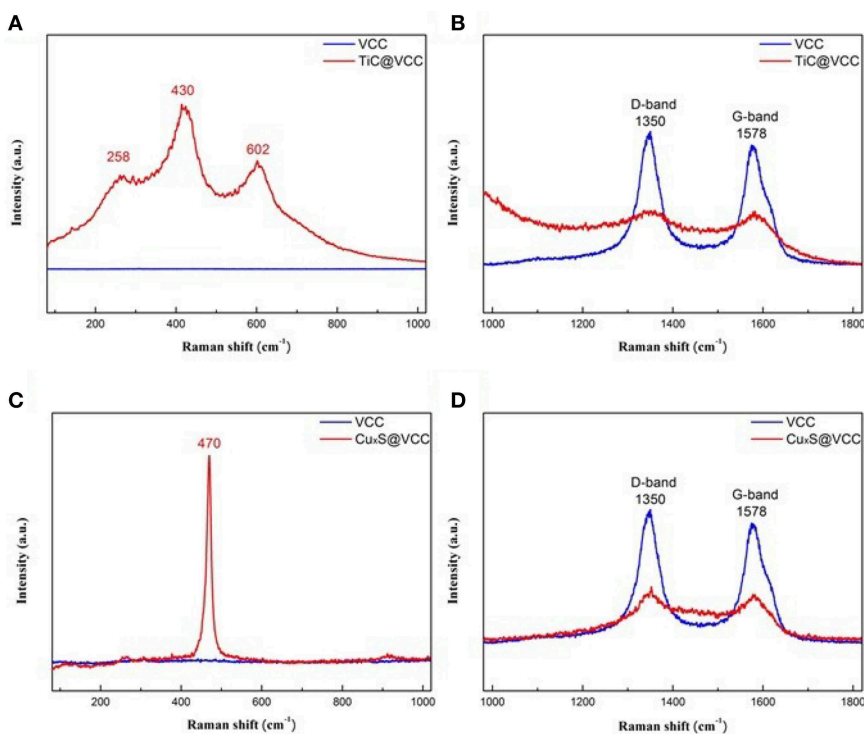 A
VCC
TiC@VCC
430
602
258
Intensity (a.u.)
200 400 600 800 1000
Raman shift (cm⁻¹)
B
VCC
TiC@VCC
D-band
1350
G-band
1578
Intensity (a.u.)
1000 1200 1400 1600 1800
Raman shift (cm⁻¹)
C
VCC
CuₓS@VCC
470
Intensity (a.u.)
200 400 600 800 1000
Raman shift (cm⁻¹)
D
VCC
CuₓS@VCC
D-band
1350
G-band
1578
Intensity (a.u.)
1000 1200 1400 1600 1800
Raman shift (cm⁻¹)